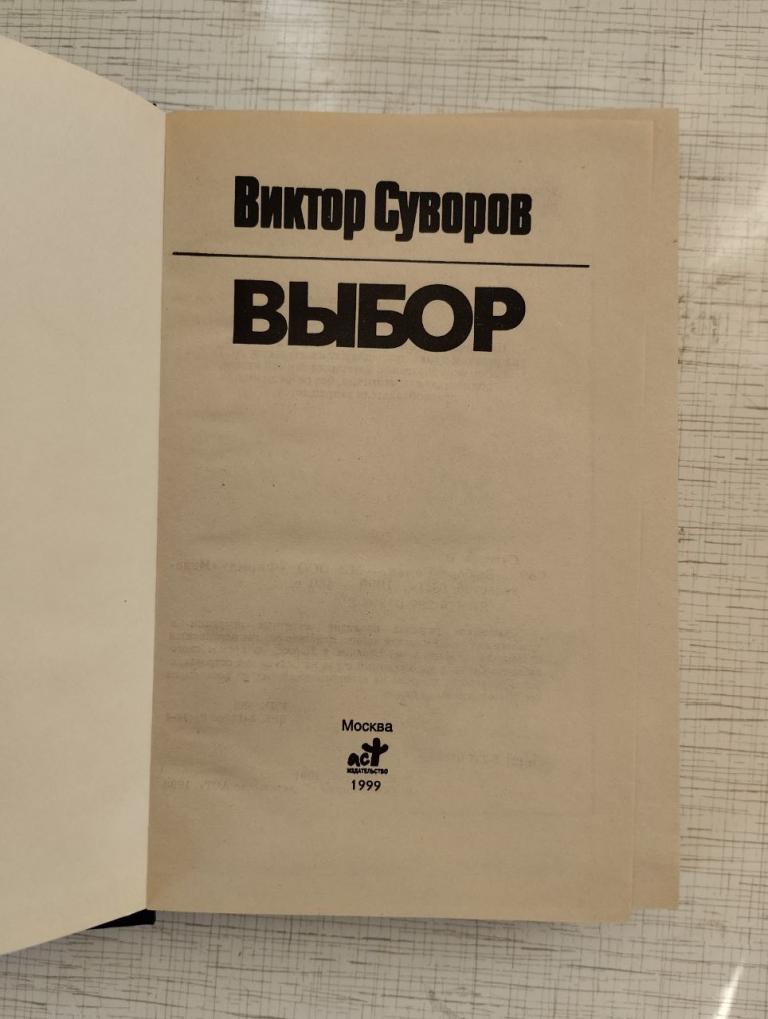 Виктор Суворов
ВЫБОР
Москва
аст
ИЗДАТЕЛЬСТВО
1999